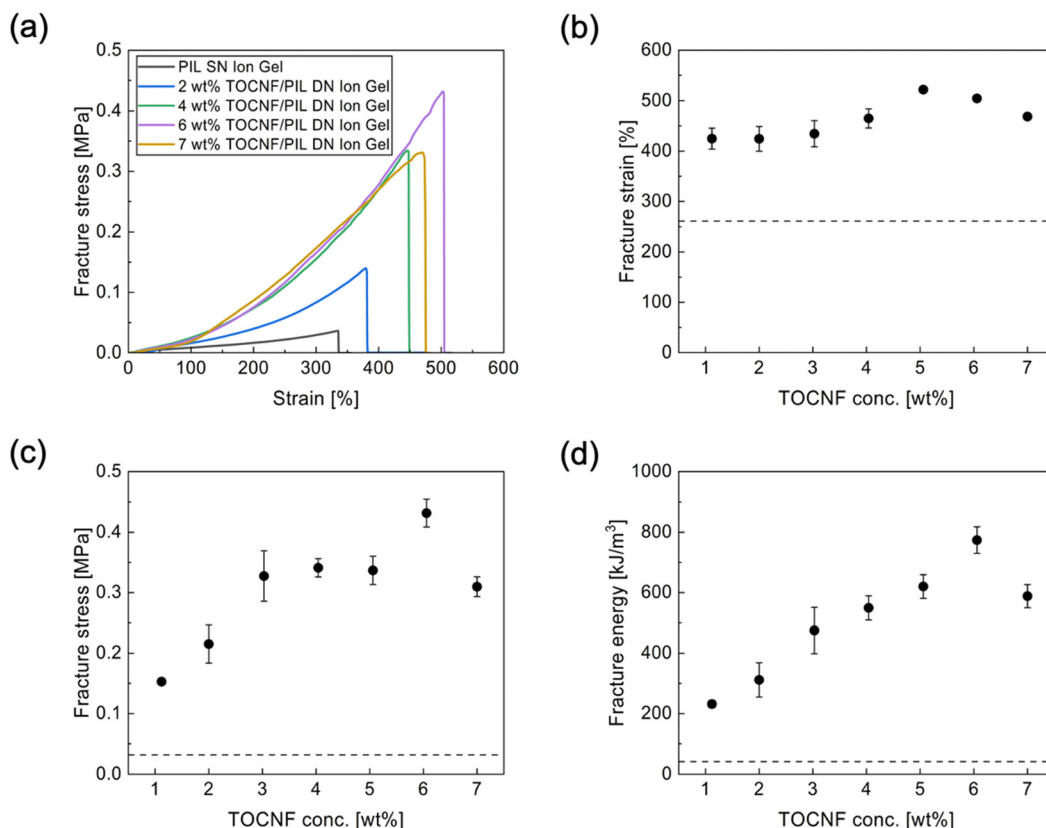 (a)
0.5
0.4
0.3
0.2
0.1
0.0
Fracture stress [MPa]
PIL SN Ion Gel
2 wt% TOCNF/PIL DN Ion Gel
4 wt% TOCNF/PIL DN Ion Gel
6 wt% TOCNF/PIL DN Ion Gel
7 wt% TOCNF/PIL DN Ion Gel
0 100 200 300 400 500 600
Strain [%]
(b)
600
500
400
300
200
100
0
Fracture strain [%]
1 2 3 4 5 6 7
TOCNF conc. [wt%]
(c)
0.5
0.4
0.3
0.2
0.1
0.0
Fracture stress [MPa]
1 2 3 4 5 6 7
TOCNF conc. [wt%]
(d)
1000
800
600
400
200
0
Fracture energy [kJ/m³]
1 2 3 4 5 6 7
TOCNF conc. [wt%]